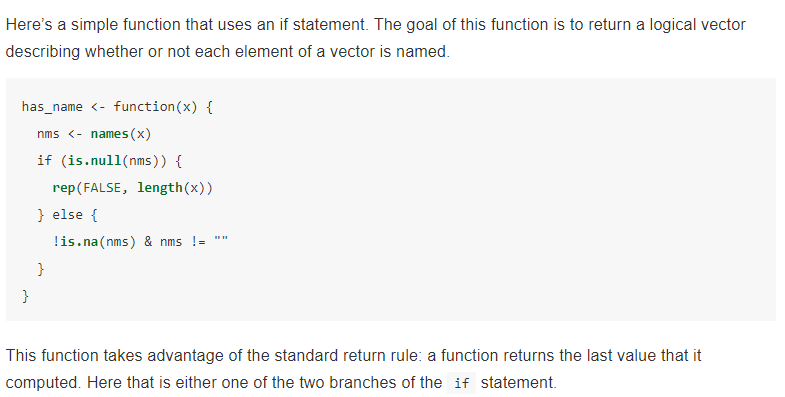 Here's a simple function that uses an if statement. The goal of this function is to return a logical vector
describing whether or not each element of a vector is named.
has_name <- function(x) {
  nms <- names(x)
  if (is.null(nms)) {
    rep(FALSE, length(x))
  } else {
    !is.na(nms) & nms != ""
  }
}
This function takes advantage of the standard return rule: a function returns the last value that it
computed. Here that is either one of the two branches of the if statement.